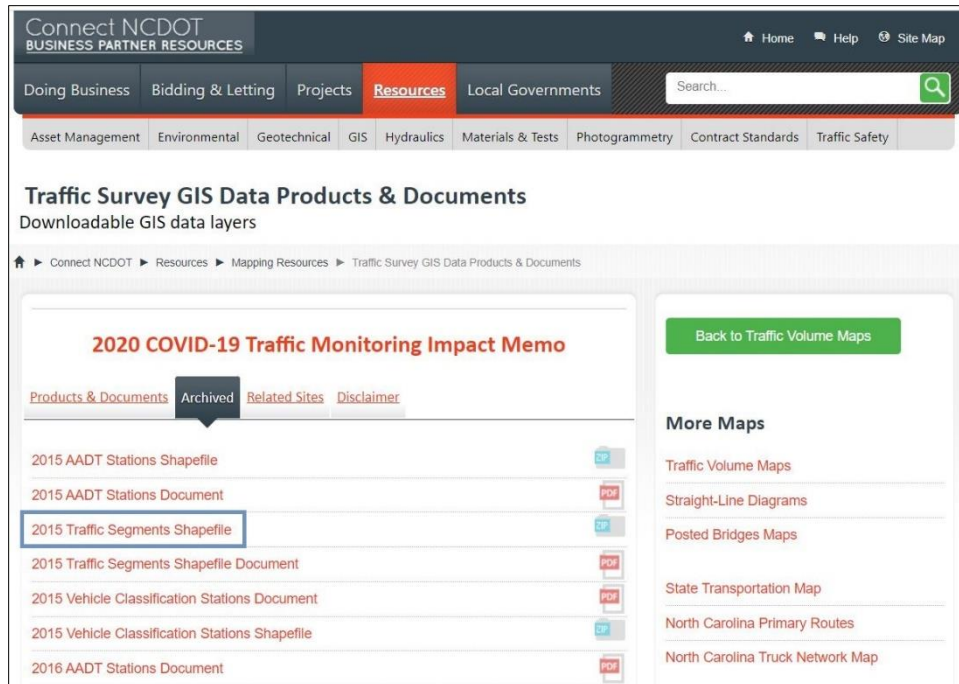 Connect NCDOT
BUSINESS PARTNER RESOURCES
Home Help Site Map
Doing Business Bidding & Letting Projects Resources Local Governments
Search...
Asset Management Environmental Geotechnical GIS Hydraulics Materials & Tests Photogrammetry Contract Standards Traffic Safety
Traffic Survey GIS Data Products & Documents
Downloadable GIS data layers
Connect NCDOT ► Resources ► Mapping Resources ► Traffic Survey GIS Data Products & Documents
2020 COVID-19 Traffic Monitoring Impact Memo
Products & Documents Archived Related Sites Disclaimer
2015 AADT Stations Shapefile ZIP
2015 AADT Stations Document PDF
2015 Traffic Segments Shapefile ZIP
2015 Traffic Segments Shapefile Document PDF
2015 Vehicle Classification Stations Document PDF
2015 Vehicle Classification Stations Shapefile ZIP
2016 AADT Stations Document PDF
Back to Traffic Volume Maps
More Maps
Traffic Volume Maps
Straight-Line Diagrams
Posted Bridges Maps
State Transportation Map
North Carolina Primary Routes
North Carolina Truck Network Map